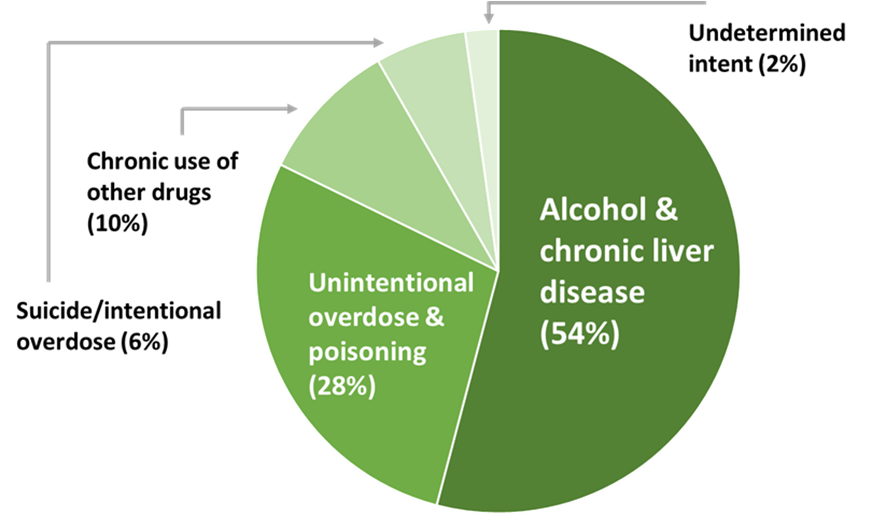 Undetermined
intent (2%)
Alcohol &
chronic liver
disease
(54%)
Unintentional
overdose &
poisoning
(28%)
Chronic use of
other drugs
(10%)
Suicide/intentional
overdose (6%)